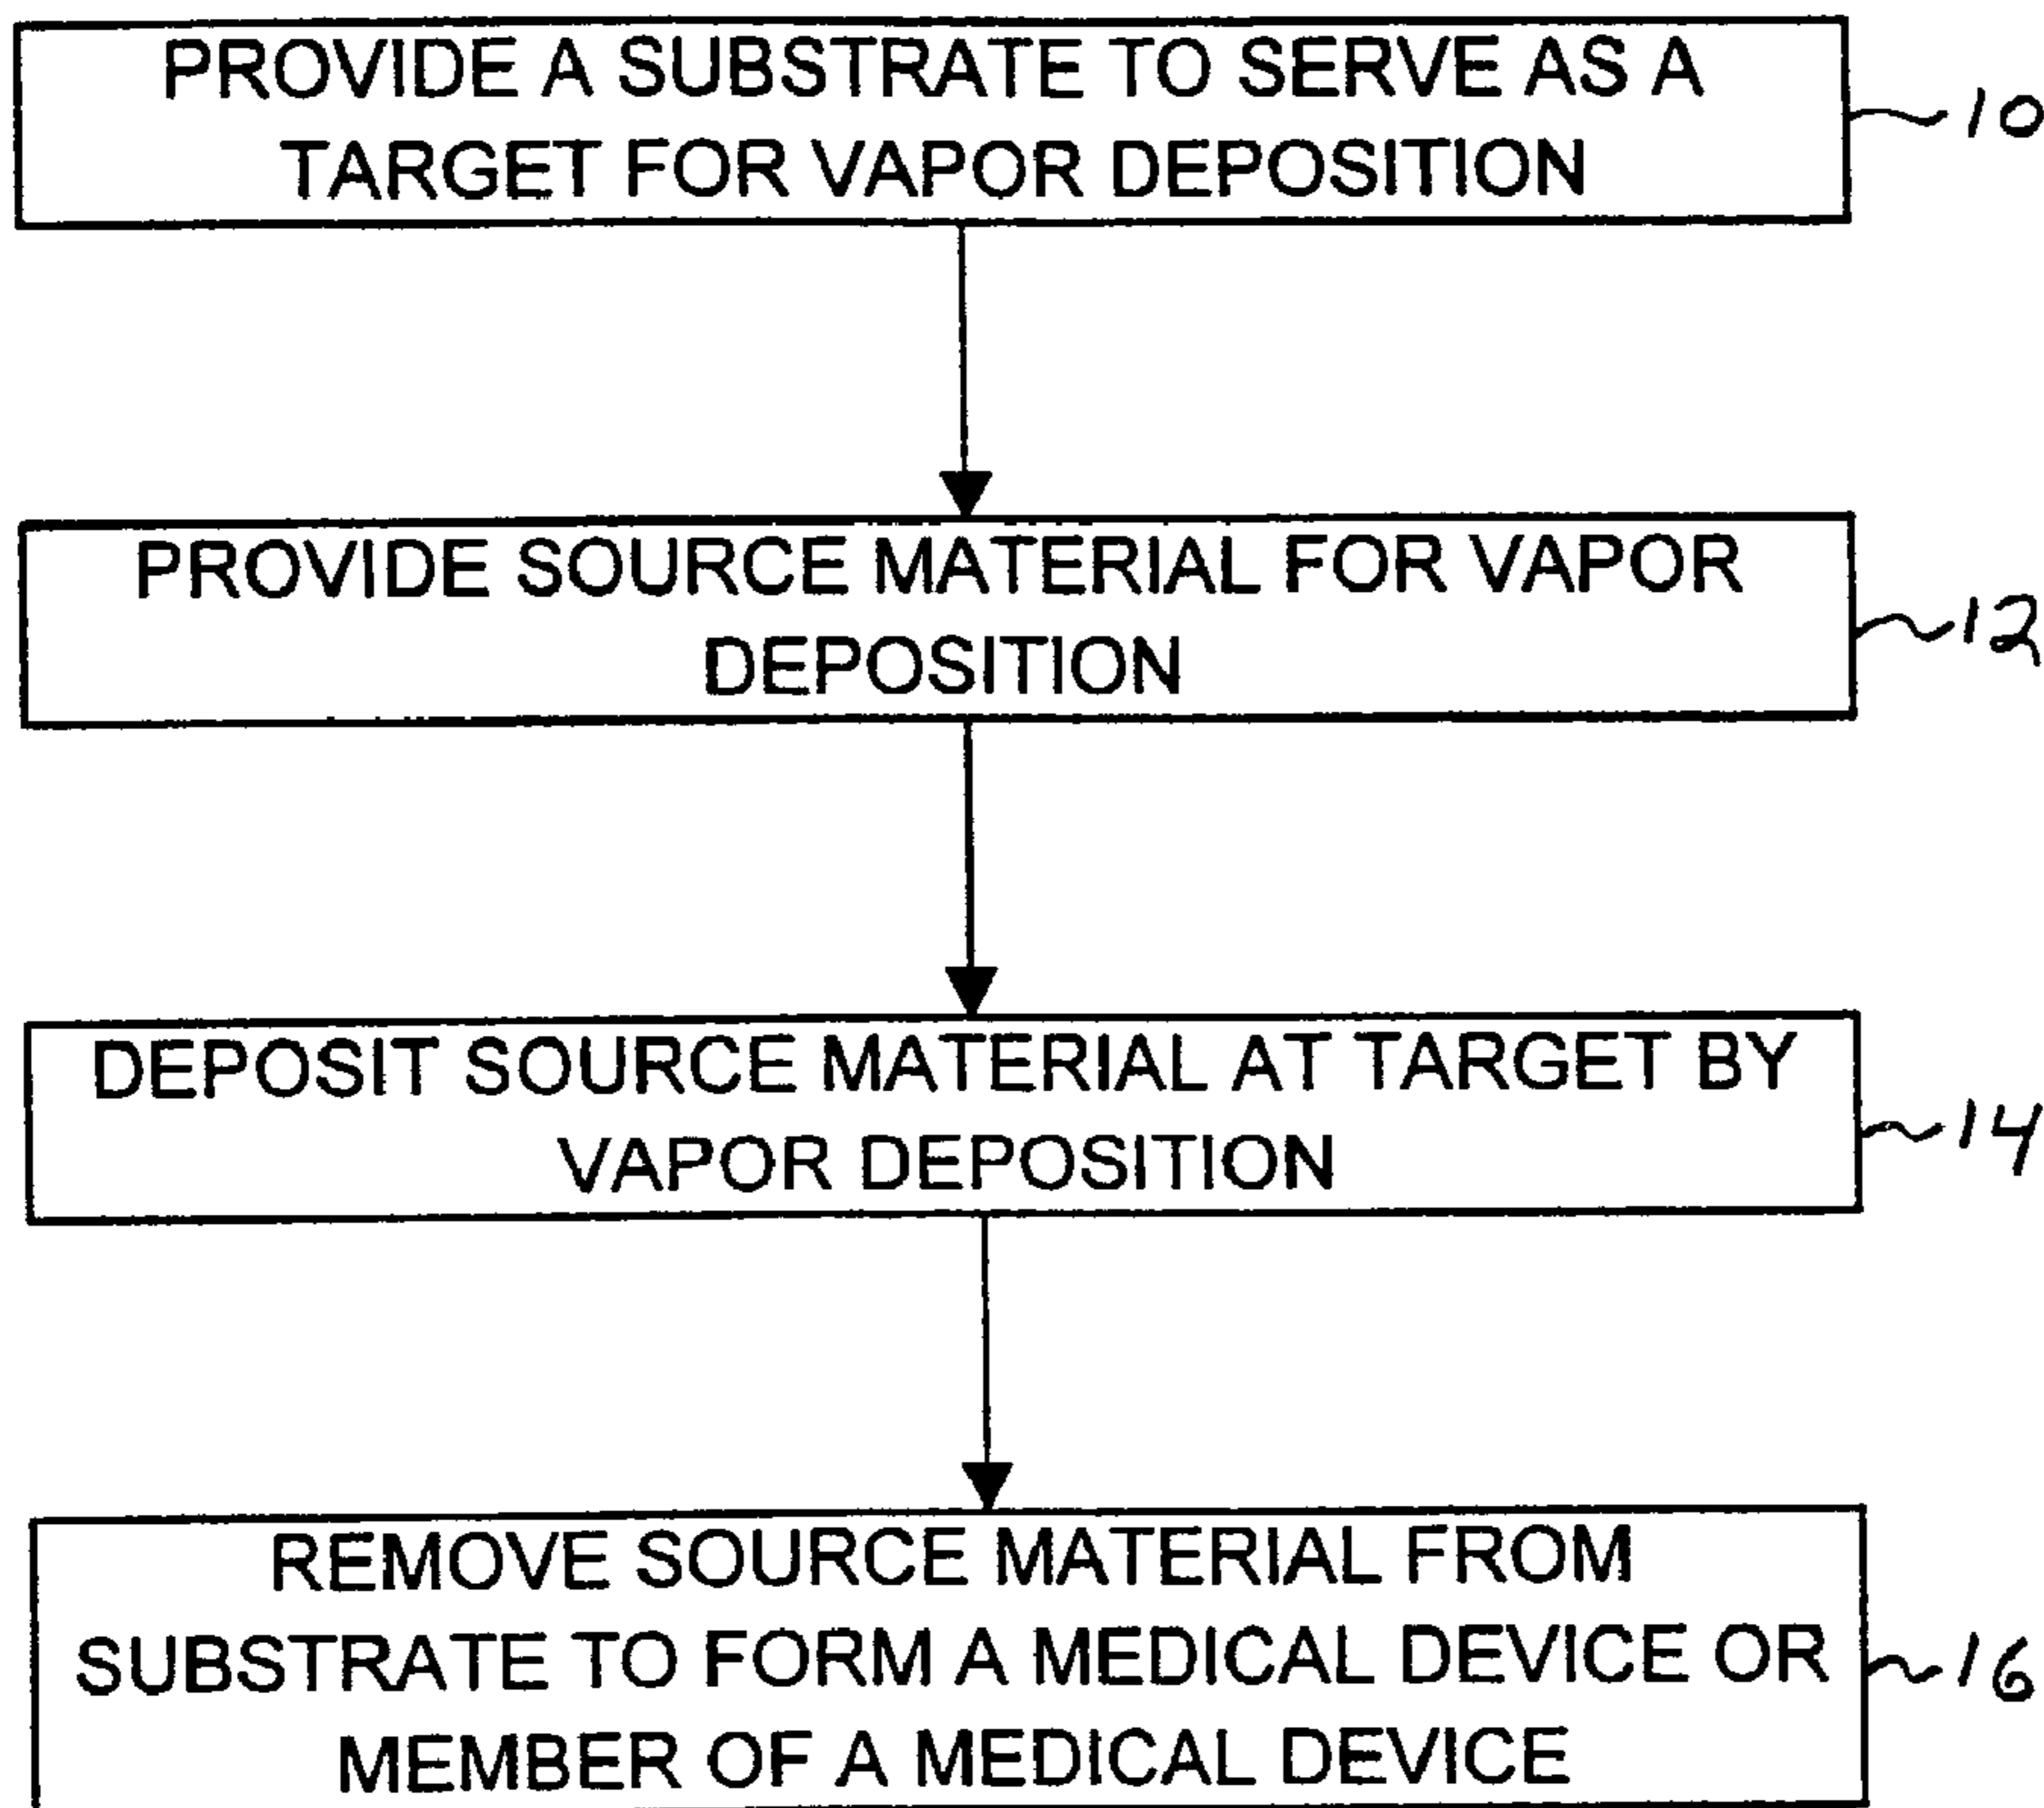 PROVIDE A SUBSTRATE TO SERVE AS A
TARGET FOR VAPOR DEPOSITION
10
PROVIDE SOURCE MATERIAL FOR VAPOR
DEPOSITION
12
DEPOSIT SOURCE MATERIAL AT TARGET BY
VAPOR DEPOSITION
14
REMOVE SOURCE MATERIAL FROM
SUBSTRATE TO FORM A MEDICAL DEVICE OR
MEMBER OF A MEDICAL DEVICE
16